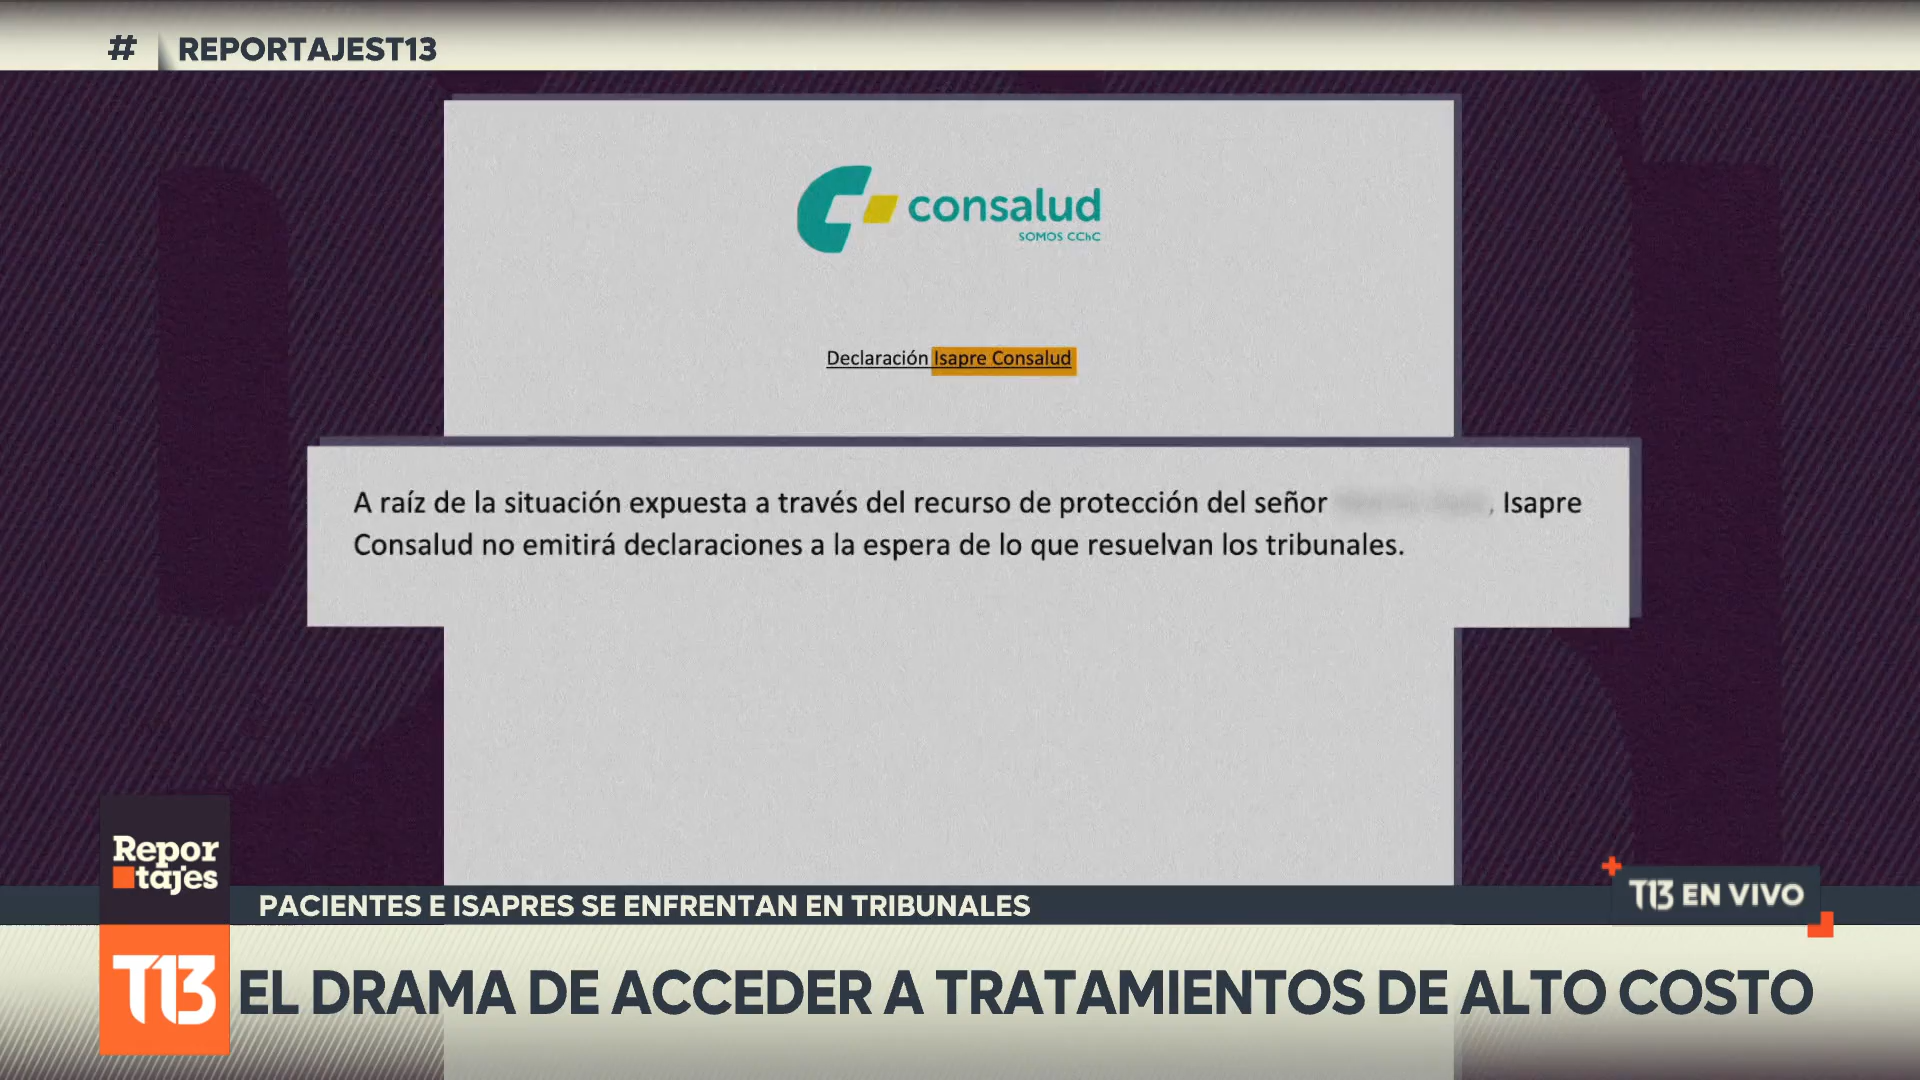 # REPORTAJEST13
consalud
SOMOS CChC
Declaración Isapre Consalud
A raíz de la situación expuesta a través del recurso de protección del señor , Isapre
Consalud no emitirá declaraciones a la espera de lo que resuelvan los tribunales.
Repor
tajes
PACIENTES E ISAPRES SE ENFRENTAN EN TRIBUNALES
T13 EN VIVO
T13
EL DRAMA DE ACCEDER A TRATAMIENTOS DE ALTO COSTO